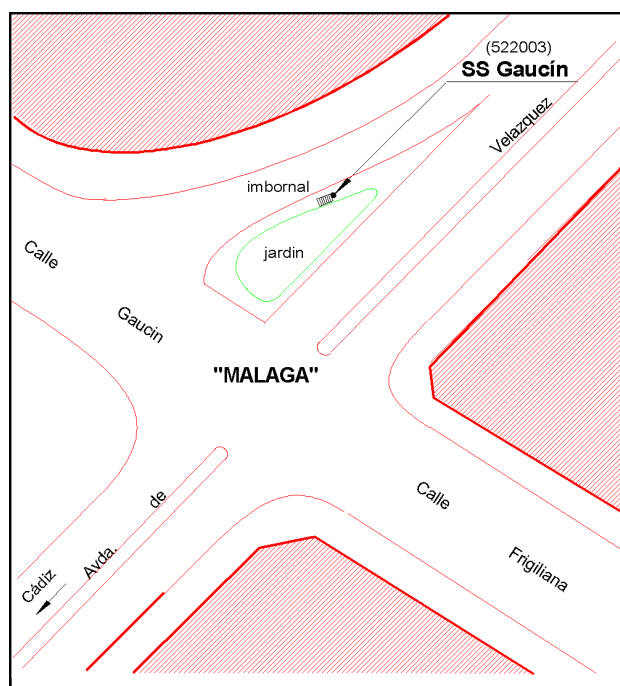 (522003)
SS Gaucín
Velazquez
imbornal
jardin
Calle
Gaucin
"MALAGA"
Avda. de
Calle
Frigiliana
Cádiz